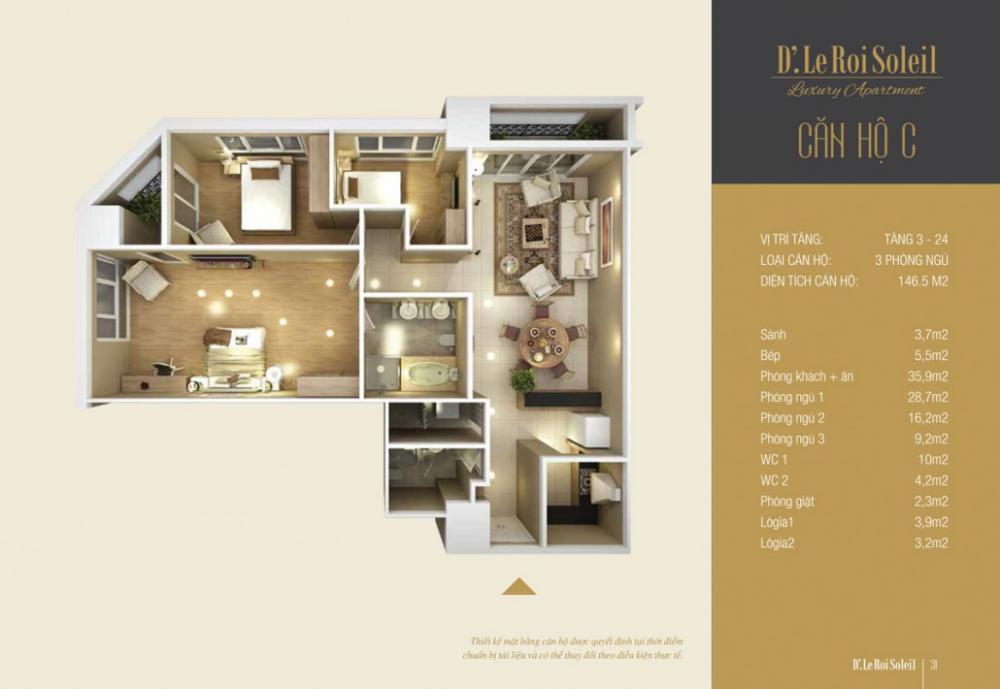 D'. Le Roi Soleil
Luxury Apartment
CĂN HỘ C
VỊ TRÍ TẦNG: TẦNG 3 - 24
LOẠI CĂN HỘ: 3 PHÒNG NGỦ
DIỆN TÍCH CĂN HỘ: 146.5 M2
Sảnh 3,7m2
Bếp 5,5m2
Phòng khách + ăn 35,9m2
Phòng ngủ 1 28,7m2
Phòng ngủ 2 16,2m2
Phòng ngủ 3 9,2m2
WC 1 10m2
WC 2 4,2m2
Phòng giặt 2,3m2
Lôgia1 3,9m2
Lôgia2 3,2m2
Thiết kế mặt bằng căn hộ được quyết định tại thời điểm
chuẩn bị tài liệu và có thể thay đổi theo điều kiện thực tế.
D'. Le Roi Soleil 31